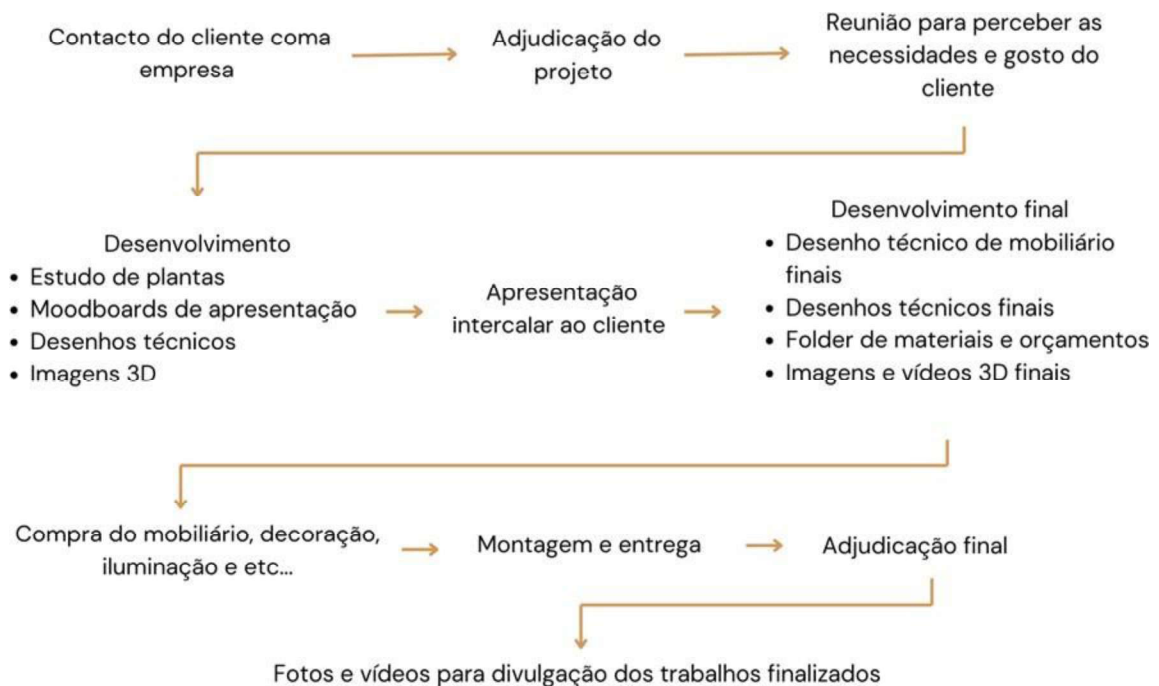 Contacto do cliente coma
empresa
Adjudicação do
projeto
Reunião para perceber as
necessidades e gosto do
cliente
Desenvolvimento
• Estudo de plantas
• Moodboards de apresentação
• Desenhos técnicos
• Imagens 3D
Apresentação
intercalar ao cliente
Desenvolvimento final
• Desenho técnico de mobiliário
finais
• Desenhos técnicos finais
• Folder de materiais e orçamentos
• Imagens e vídeos 3D finais
Compra do mobiliário, decoração,
iluminação e etc...
Montagem e entrega
Adjudicação final
Fotos e vídeos para divulgação dos trabalhos finalizados